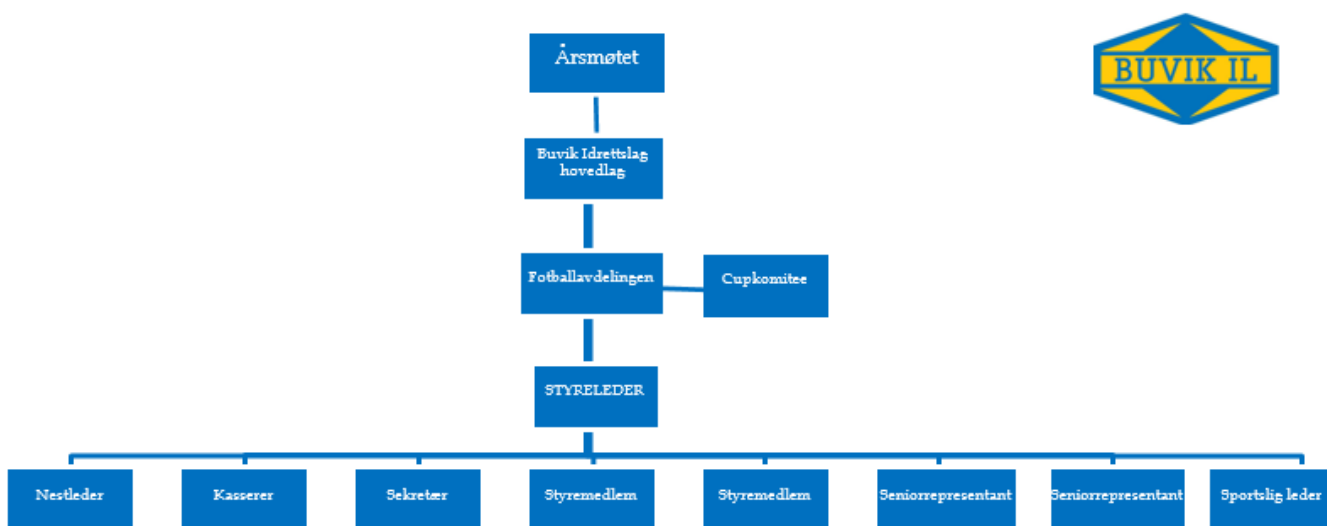 Årsmøtet
BUVIK IL
Buvik Idrettslag
hovedlag
Fotballavdelingen
Cupkomitee
STYRELEDER
Nestleder
Kasserer
Sekretær
Styremedlem
Styremedlem
Seniorrepresentant
Seniorrepresentant
Sportslig leder